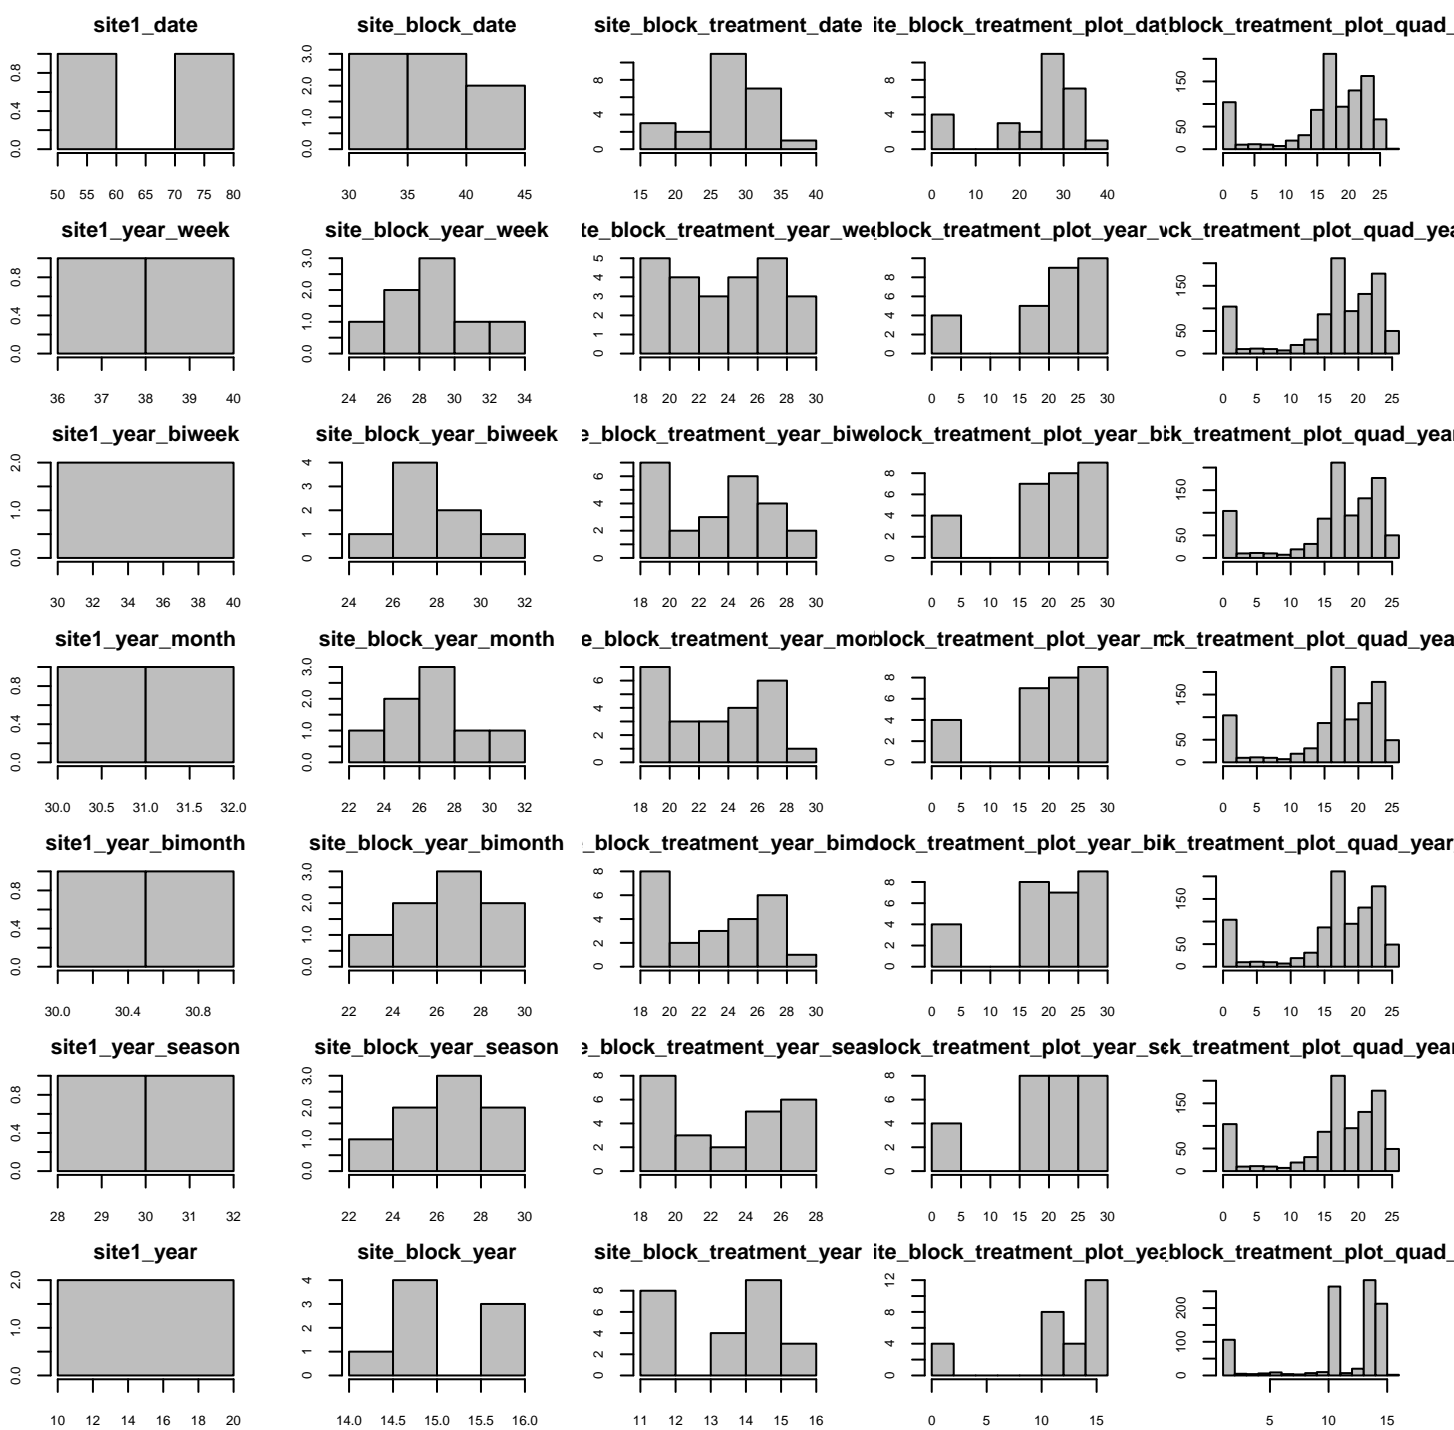 site1_date
0.8
0.4
0.0
50 55 60 65 70 75 80
site_block_date
3.0
2.0
1.0
0.0
30 35 40 45
site_block_treatment_date
8
4
0
15 20 25 30 35 40
ite_block_treatment_plot_dat
8
4
0
0 10 20 30 40
block_treatment_plot_quad_
150
50
0
0 5 10 15 20 25
site1_year_week
0.8
0.4
0.0
36 37 38 39 40
site_block_year_week
3.0
2.0
1.0
0.0
24 26 28 30 32 34
te_block_treatment_year_we
5
4
3
2
1
0
18 20 22 24 26 28 30
block_treatment_plot_year_v
8
6
4
2
0
0 5 10 15 20 25 30
ck_treatment_plot_quad_yea
150
50
0
0 5 10 15 20 25
site1_year_biweek
2.0
1.0
0.0
30 32 34 36 38 40
site_block_year_biweek
4
3
2
1
0
24 26 28 30 32
e_block_treatment_year_biw
6
4
2
0
18 20 22 24 26 28 30
lock_treatment_plot_year_bi
8
6
4
2
0
0 5 10 15 20 25 30
k_treatment_plot_quad_year
150
50
0
0 5 10 15 20 25
site1_year_month
0.8
0.4
0.0
30.0 30.5 31.0 31.5 32.0
site_block_year_month
3.0
2.0
1.0
0.0
22 24 26 28 30 32
e_block_treatment_year_mor
6
4
2
0
18 20 22 24 26 28 30
block_treatment_plot_year_r
8
6
4
2
0
0 5 10 15 20 25 30
ck_treatment_plot_quad_yea
150
50
0
0 5 10 15 20 25
site1_year_bimonth
0.8
0.4
0.0
30.0 30.4 30.8
site_block_year_bimonth
3.0
2.0
1.0
0.0
22 24 26 28 30
_block_treatment_year_bimo
8
6
4
2
0
18 20 22 24 26 28 30
lock_treatment_plot_year_bi
8
6
4
2
0
0 5 10 15 20 25 30
k_treatment_plot_quad_year
150
50
0
0 5 10 15 20 25
site1_year_season
0.8
0.4
0.0
28 29 30 31 32
site_block_year_season
3.0
2.0
1.0
0.0
22 24 26 28 30
e_block_treatment_year_seas
8
6
4
2
0
18 20 22 24 26 28
lock_treatment_plot_year_s
8
6
4
2
0
0 5 10 15 20 25 30
k_treatment_plot_quad_year
150
50
0
0 5 10 15 20 25
site1_year
2.0
1.0
0.0
10 12 14 16 18 20
site_block_year
4
3
2
1
0
14.0 14.5 15.0 15.5 16.0
site_block_treatment_year
8
6
4
2
0
11 12 13 14 15 16
ite_block_treatment_plot_yea
12
8
4
0
0 5 10 15
block_treatment_plot_quad_
200
100
0
5 10 15